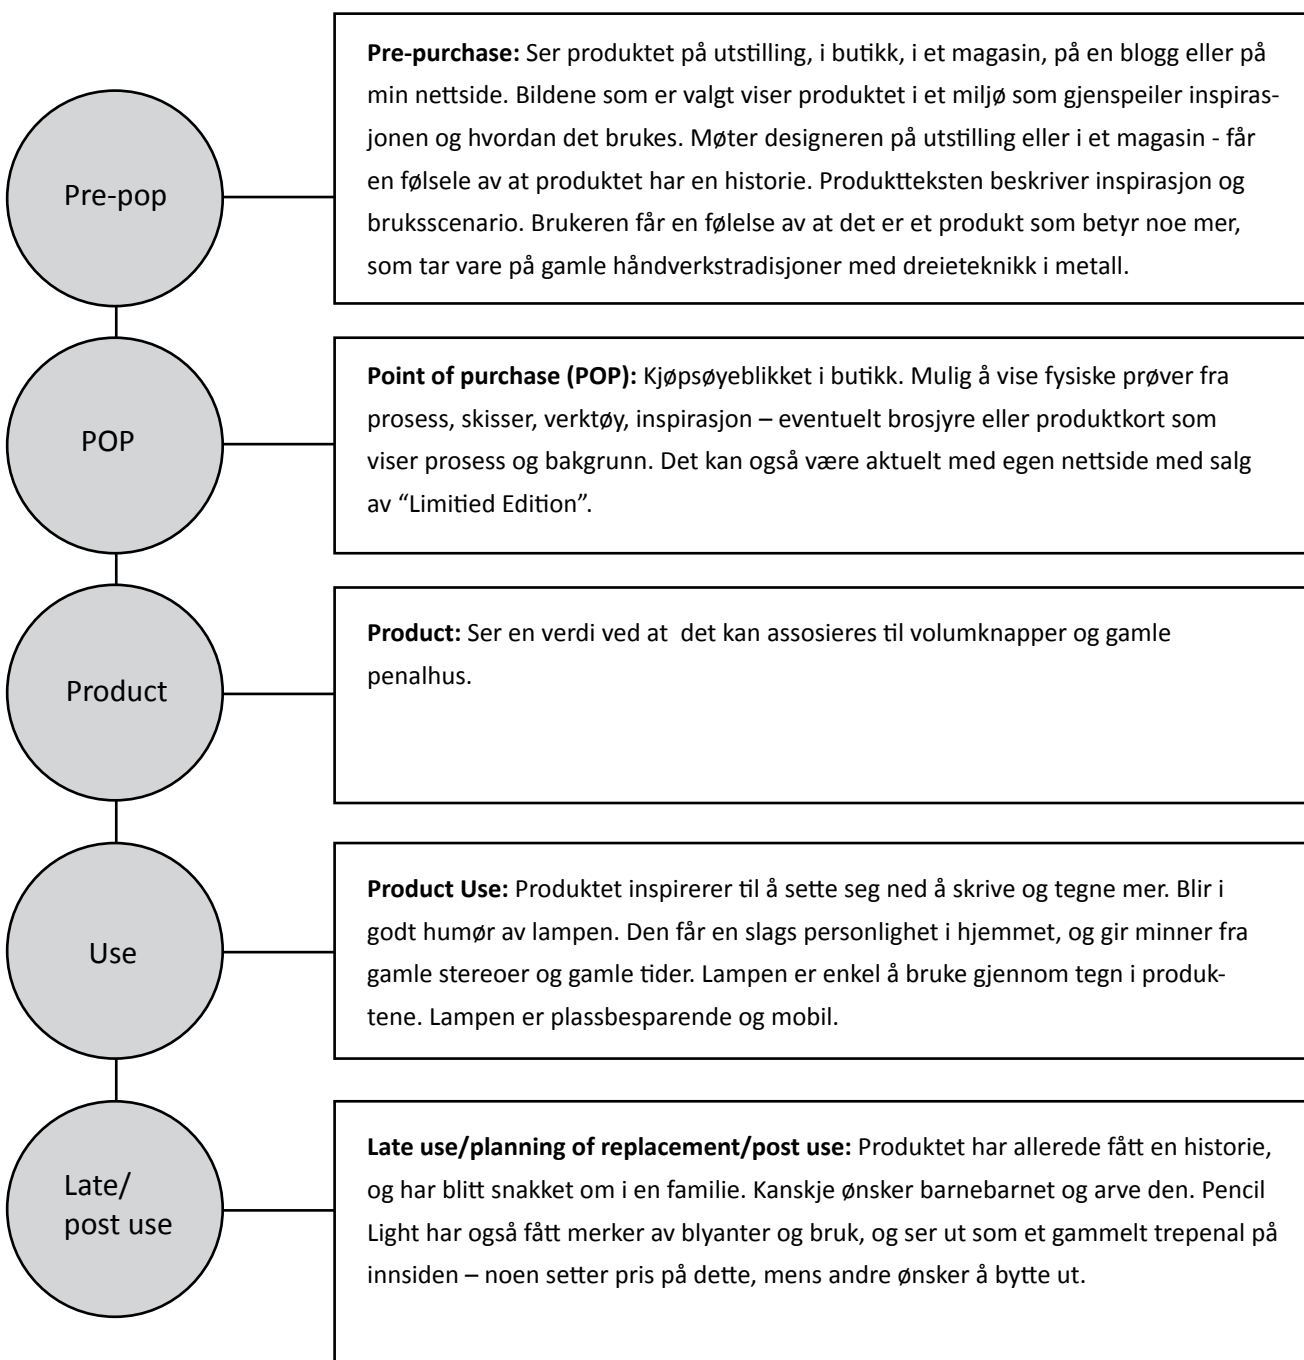 Pre-pop
Pre-purchase: Ser produktet på utstilling, i butikk, i et magasin, på en blogg eller på
min nettside. Bildene som er valgt viser produktet i et miljø som gjenspeiler inspiras-
jonen og hvordan det brukes. Møter designeren på utstilling eller i et magasin - får
en følsele av at produktet har en historie. Produktteksten beskriver inspirasjon og
bruksscenario. Brukeren får en følelse av at det er et produkt som betyr noe mer,
som tar vare på gamle håndverkstradisjoner med dreieteknikk i metall.
POP
Point of purchase (POP): Kjøpsøyeblikket i butikk. Mulig å vise fysiske prøver fra
prosess, skisser, verktøy, inspirasjon – eventuelt brosjyre eller produktkort som
viser prosess og bakgrunn. Det kan også være aktuelt med egen nettside med salg
av “Limitied Edition”.
Product
Product: Ser en verdi ved at  det kan assosieres til volumknapper og gamle
penalhus.
Use
Product Use: Produktet inspirerer til å sette seg ned å skrive og tegne mer. Blir i
godt humør av lampen. Den får en slags personlighet i hjemmet, og gir minner fra
gamle stereoer og gamle tider. Lampen er enkel å bruke gjennom tegn i produk-
tene. Lampen er plassbesparende og mobil.
Late/
post use
Late use/planning of replacement/post use: Produktet har allerede fått en historie,
og har blitt snakket om i en familie. Kanskje ønsker barnebarnet og arve den. Pencil
Light har også fått merker av blyanter og bruk, og ser ut som et gammelt trepenal på
innsiden – noen setter pris på dette, mens andre ønsker å bytte ut.